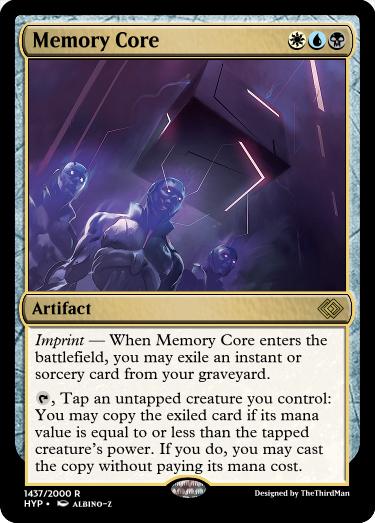 Memory Core
Artifact
Imprint — When Memory Core enters the
battlefield, you may exile an instant or
sorcery card from your graveyard.
, Tap an untapped creature you control:
You may copy the exiled card if its mana
value is equal to or less than the tapped
creature's power. If you do, you may cast
the copy without paying its mana cost.
1437/2000 R
HYP • ALBINO-Z
Designed by TheThirdMan